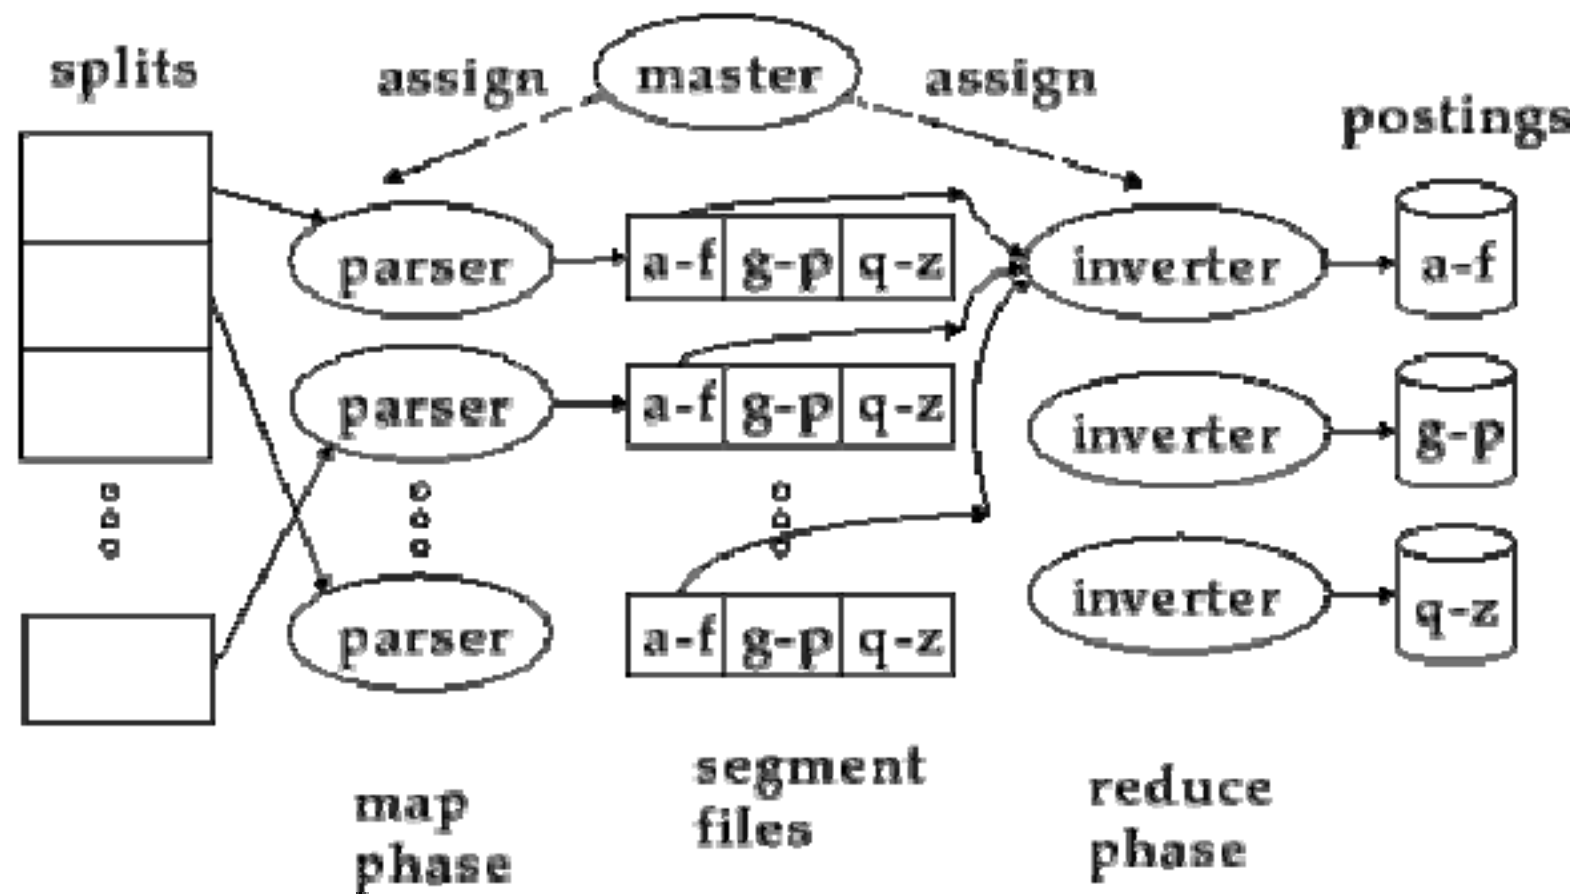 splits
assign
master
assign
postings
parser
a-f g-p q-z
inverter
a-f
parser
a-f g-p q-z
inverter
g-p
parser
a-f g-p q-z
inverter
q-z
map
phase
segment
files
reduce
phase